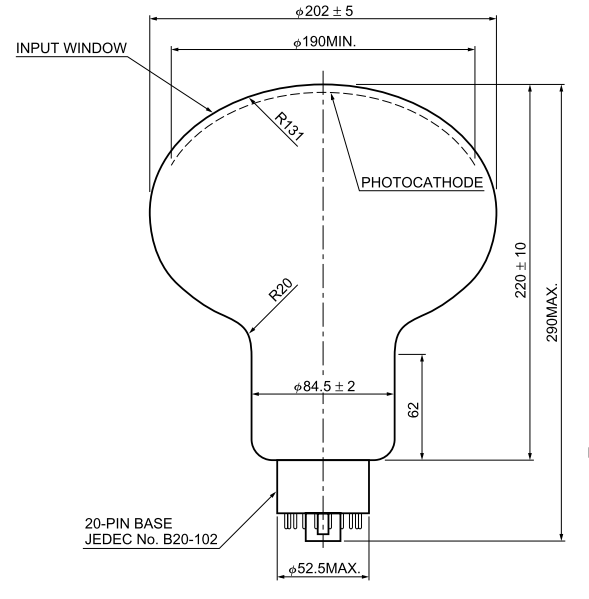 φ202 ± 5
φ190MIN.
INPUT WINDOW
R131
PHOTOCATHODE
R20
220 ± 10
290MAX.
φ84.5 ± 2
62
20-PIN BASE
JEDEC No. B20-102
φ52.5MAX.